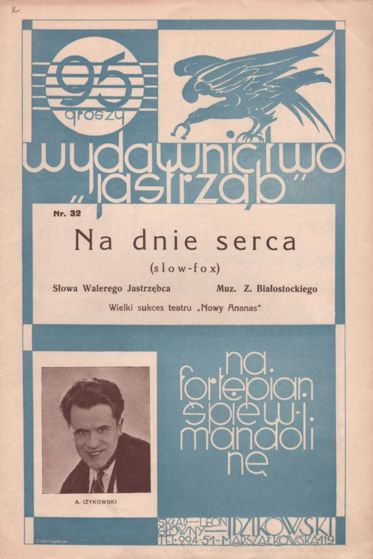 95
groszy
wydawnictwo
„jastrząb"
Nr. 32
Na dnie serca
(slow-fox)
Słowa Walerego Jastrzębca Muz. Z. Białostockiego
Wielki sukces teatru „Nowy Ananas"
na
fortepian
śpiew i
mandoli
nę
A. IŻYKOWSKI
SKŁAD — LEON
GŁÓWNY — IDZIKOWSKI
TEL: 294-51 — MARSZAŁKOWSKA 119